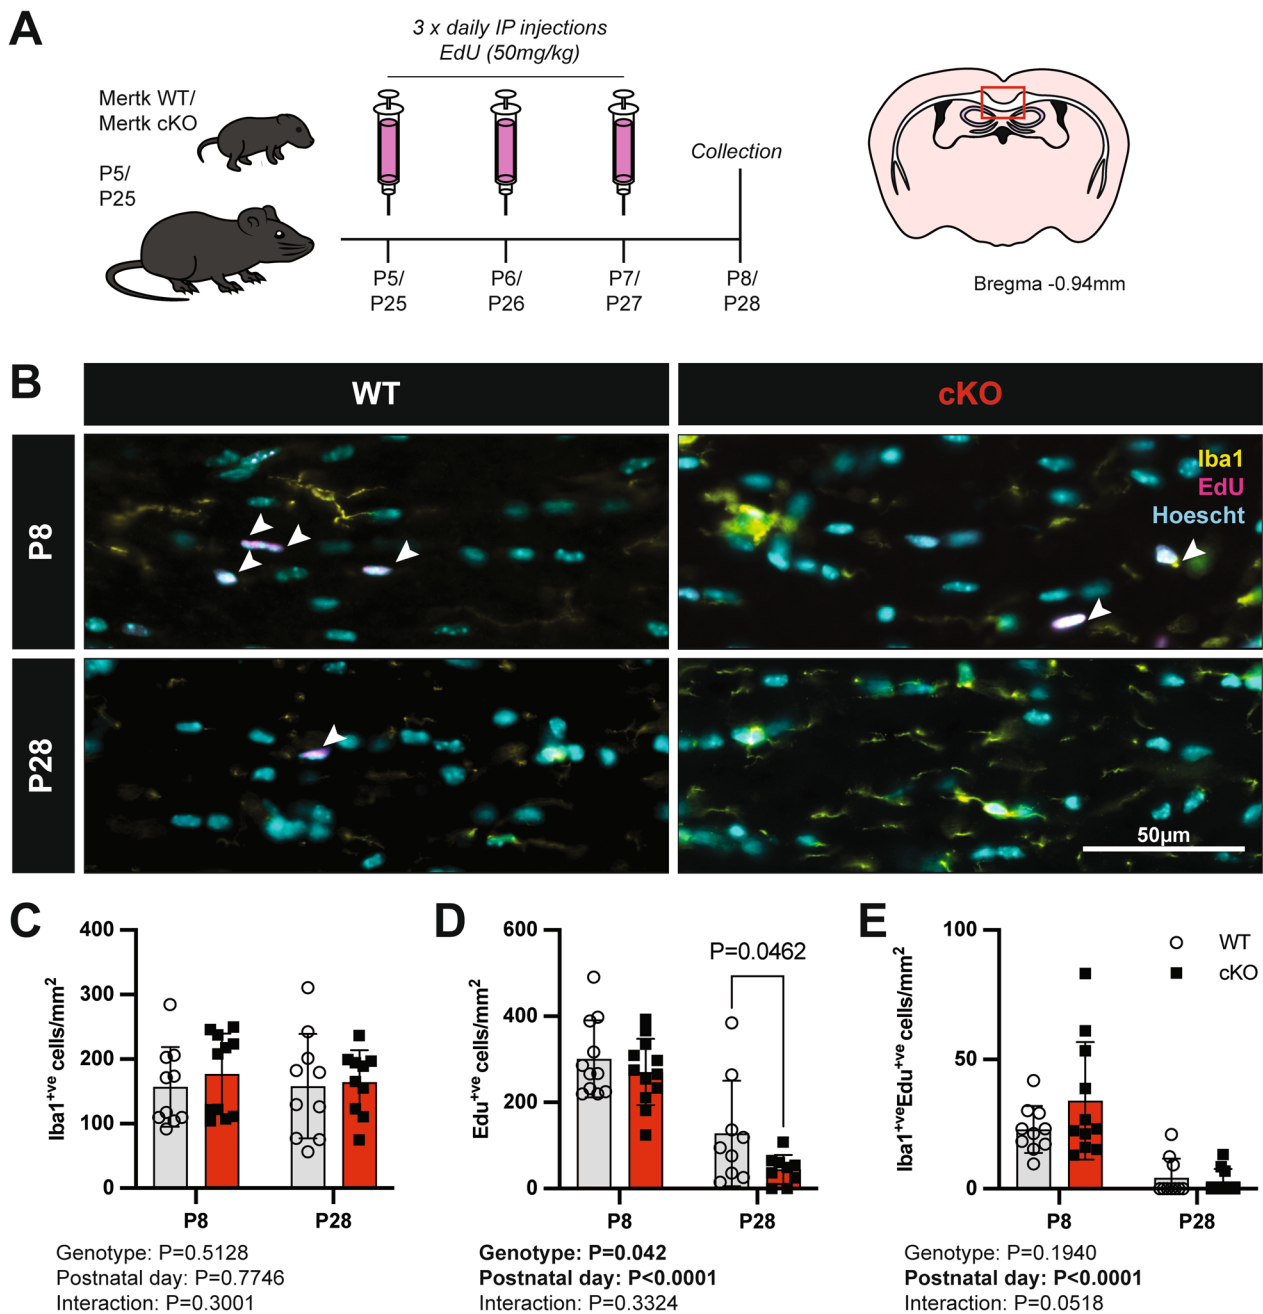 A
3 x daily IP injections
EdU (50mg/kg)
Mertk WT/
Mertk cKO
P5/
P25
Collection
P5/
P25
P6/
P26
P7/
P27
P8/
P28
Bregma -0.94mm
B
WT
cKO
P8
Iba1
EdU
Hoescht
P28
50µm
C
Iba1+ve cells/mm2
400
300
200
100
0
P8
P28
Genotype: P=0.5128
Postnatal day: P=0.7746
Interaction: P=0.3001
D
Edu+ve cells/mm2
600
400
200
0
P=0.0462
P8
P28
Genotype: P=0.042
Postnatal day: P<0.0001
Interaction: P=0.3324
E
Iba1+veEdu+ve cells/mm2
100
50
0
WT
cKO
P8
P28
Genotype: P=0.1940
Postnatal day: P<0.0001
Interaction: P=0.0518